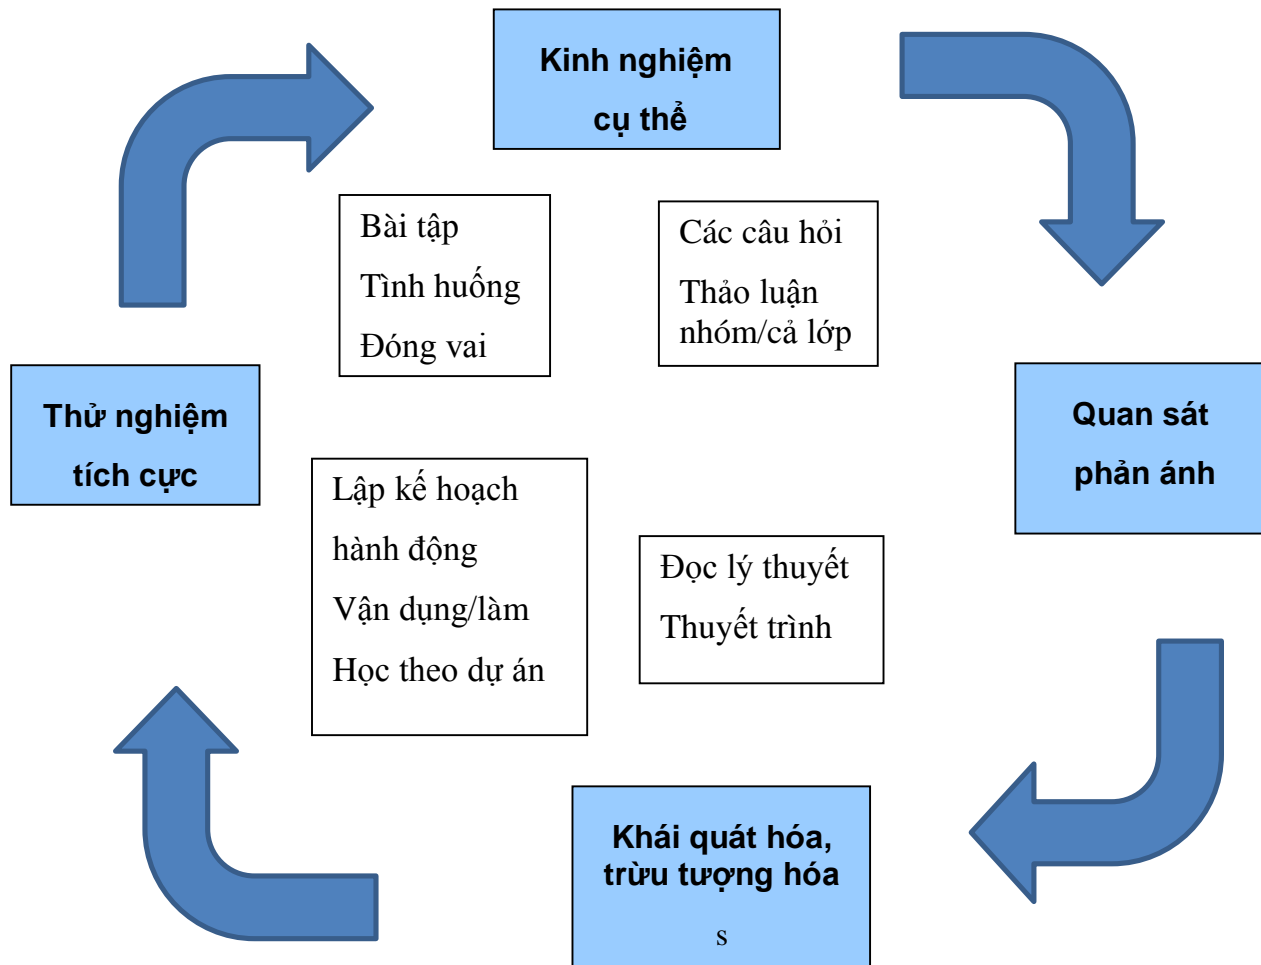 Kinh nghiệm
cụ thể
Bài tập
Tình huống
Đóng vai
Các câu hỏi
Thảo luận
nhóm/cả lớp
Thử nghiệm
tích cực
Quan sát
phản ánh
Lập kế hoạch
hành động
Vận dụng/làm
Học theo dự án
Đọc lý thuyết
Thuyết trình
Khái quát hóa,
trừu tượng hóa
s